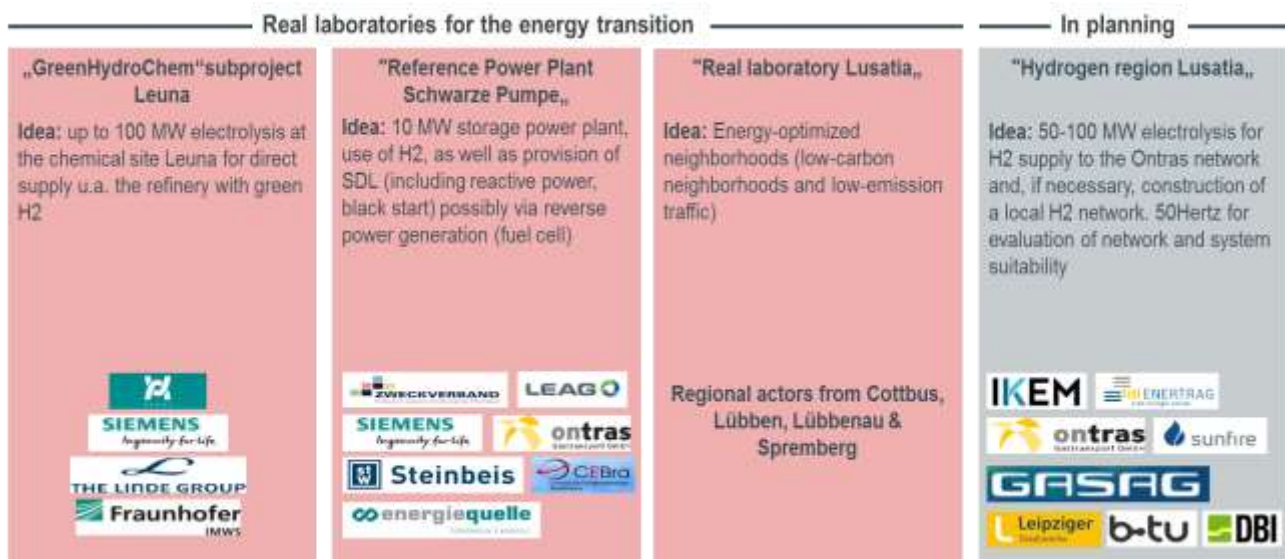 Real laboratories for the energy transition
In planning
„GreenHydroChem“subproject
Leuna
Idea: up to 100 MW electrolysis at
the chemical site Leuna for direct
supply u.a. the refinery with green
H2
SIEMENS
Ingenuity for life
THE LINDE GROUP
Fraunhofer
IMWS
"Reference Power Plant
Schwarze Pumpe„
Idea: 10 MW storage power plant,
use of H2, as well as provision of
SDL (including reactive power,
black start) possibly via reverse
power generation (fuel cell)
ZWECKVERBAND
LEAG
SIEMENS
Ingenuity for life
ontras
Gastransport GmbH
Steinbeis
CEBra
energiequelle
"Real laboratory Lusatia„
Idea: Energy-optimized
neighborhoods (low-carbon
neighborhoods and low-emission
traffic)
Regional actors from Cottbus,
Lübben, Lübbenau &
Spremberg
"Hydrogen region Lusatia„
Idea: 50-100 MW electrolysis for
H2 supply to the Ontras network
and, if necessary, construction of
a local H2 network. 50Hertz for
evaluation of network and system
suitability
IKEM
ENERTRAG
ontras
Gastransport GmbH
sunfire
GASAG
Leipziger
b-tu
DBI